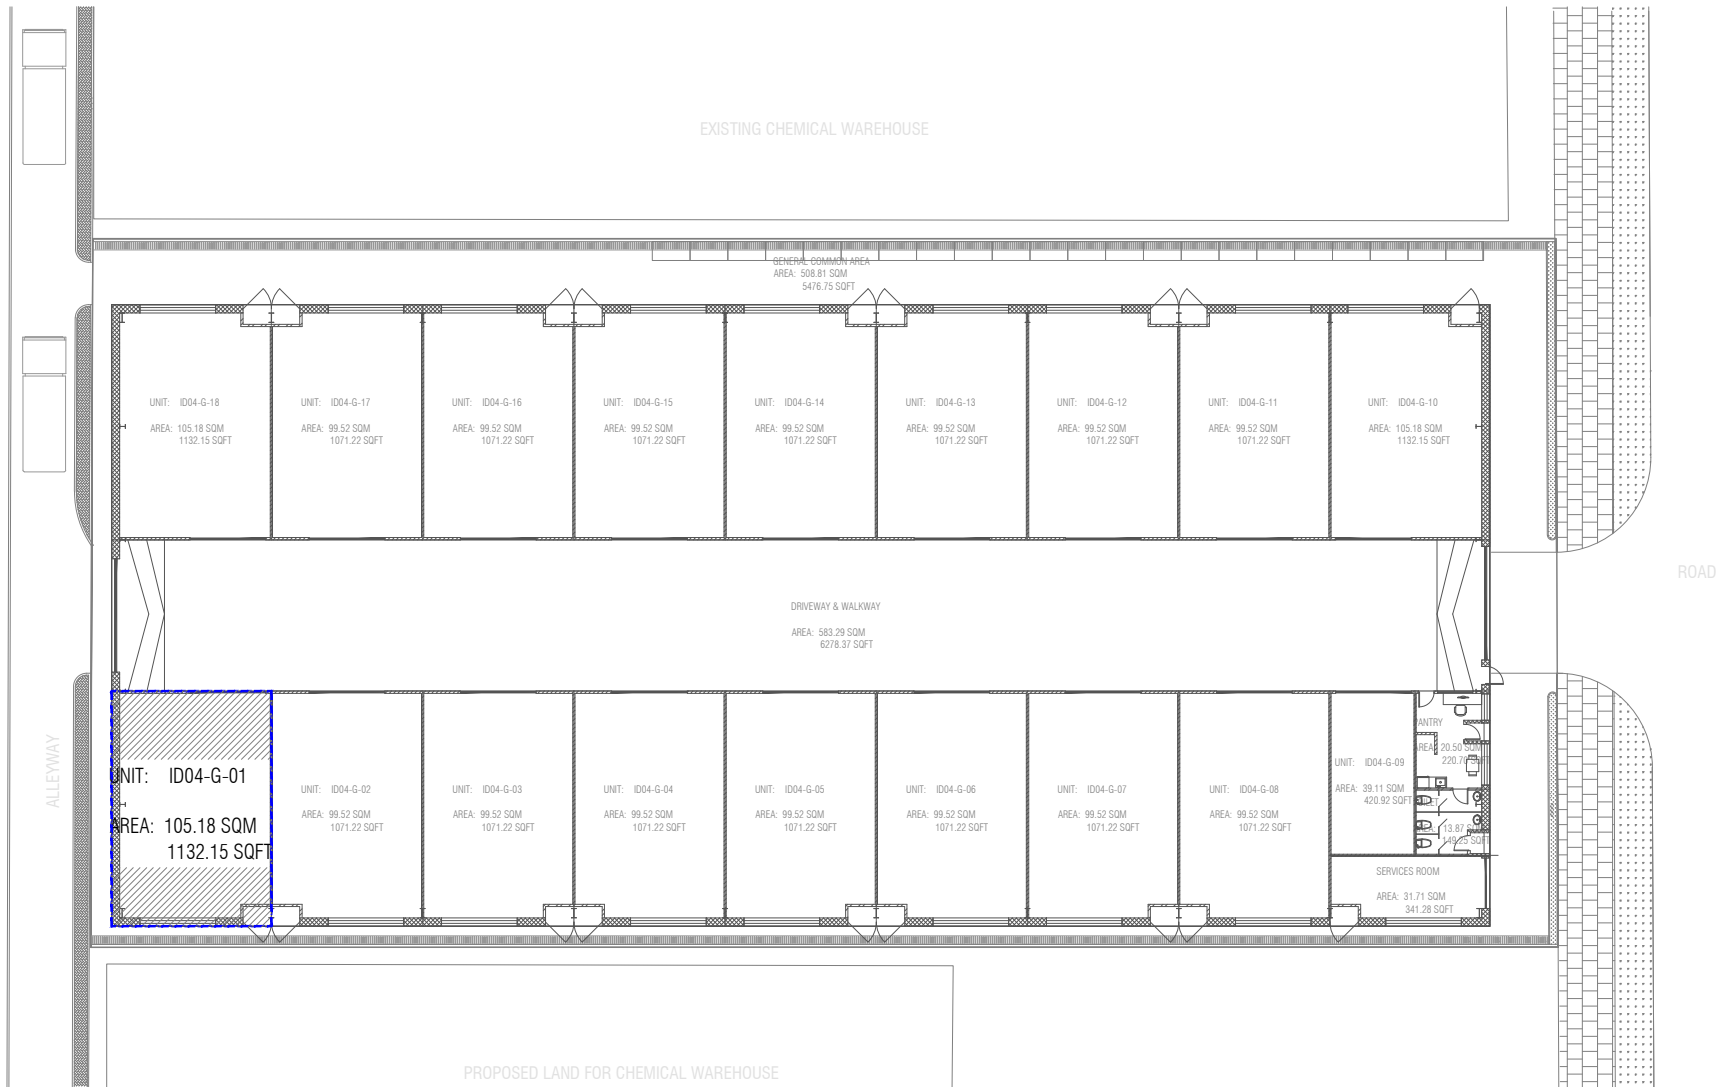 EXISTING CHEMICAL WAREHOUSE
GENERAL COMMON AREA
AREA: 508.81 SQM
5476.75 SQFT
UNIT: ID04-G-18
AREA: 105.18 SQM
1132.15 SQFT
UNIT: ID04-G-17
AREA: 99.52 SQM
1071.22 SQFT
UNIT: ID04-G-16
AREA: 99.52 SQM
1071.22 SQFT
UNIT: ID04-G-15
AREA: 99.52 SQM
1071.22 SQFT
UNIT: ID04-G-14
AREA: 99.52 SQM
1071.22 SQFT
UNIT: ID04-G-13
AREA: 99.52 SQM
1071.22 SQFT
UNIT: ID04-G-12
AREA: 99.52 SQM
1071.22 SQFT
UNIT: ID04-G-11
AREA: 99.52 SQM
1071.22 SQFT
UNIT: ID04-G-10
AREA: 105.18 SQM
1132.15 SQFT
ROAD
DRIVEWAY & WALKWAY
AREA: 583.29 SQM
6278.37 SQFT
ALLEYWAY
UNIT: ID04-G-01
AREA: 105.18 SQM
1132.15 SQFT
UNIT: ID04-G-02
AREA: 99.52 SQM
1071.22 SQFT
UNIT: ID04-G-03
AREA: 99.52 SQM
1071.22 SQFT
UNIT: ID04-G-04
AREA: 99.52 SQM
1071.22 SQFT
UNIT: ID04-G-05
AREA: 99.52 SQM
1071.22 SQFT
UNIT: ID04-G-06
AREA: 99.52 SQM
1071.22 SQFT
UNIT: ID04-G-07
AREA: 99.52 SQM
1071.22 SQFT
UNIT: ID04-G-08
AREA: 99.52 SQM
1071.22 SQFT
UNIT: ID04-G-09
AREA: 39.11 SQM
420.92 SQFT
PANTRY
AREA: 20.50 SQM
220.70 SQFT
TOILET
AREA: 13.87 SQM
149.25 SQFT
SERVICES ROOM
AREA: 31.71 SQM
341.28 SQFT
PROPOSED LAND FOR CHEMICAL WAREHOUSE